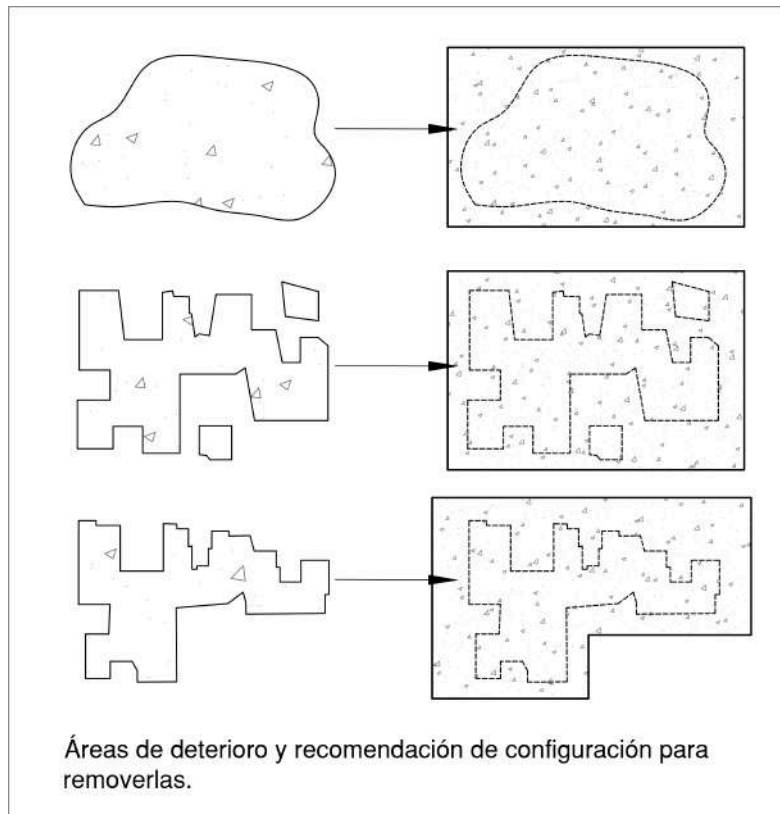 Áreas de deterioro y recomendación de configuración para
removerlas.